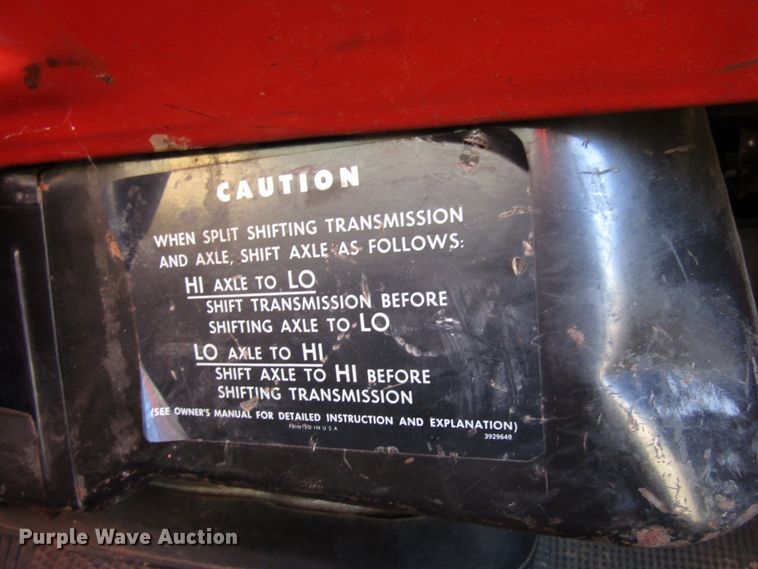 CAUTION
WHEN SPLIT SHIFTING TRANSMISSION
AND AXLE, SHIFT AXLE AS FOLLOWS:
HI AXLE TO LO
SHIFT TRANSMISSION BEFORE
SHIFTING AXLE TO LO
LO AXLE TO HI
SHIFT AXLE TO HI BEFORE
SHIFTING TRANSMISSION
(SEE OWNER'S MANUAL FOR DETAILED INSTRUCTION AND EXPLANATION)
PRINTED IN U S A
3929649
Purple Wave Auction